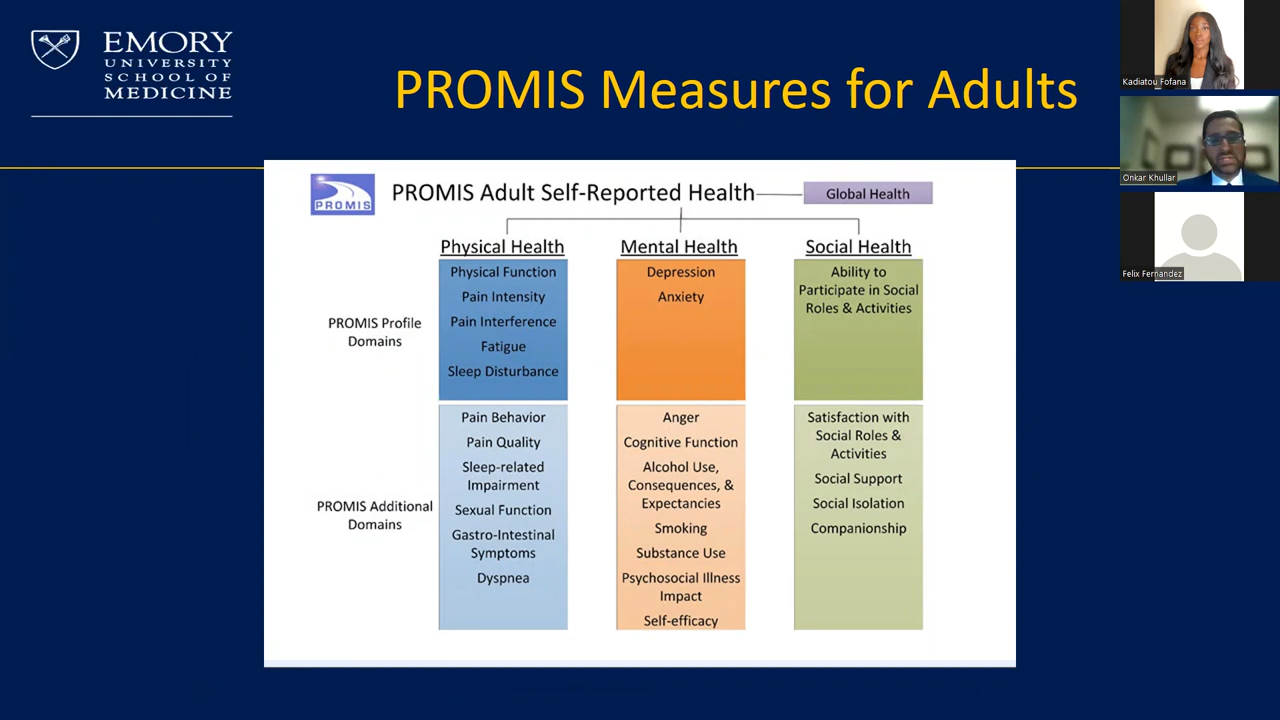 EMORY
UNIVERSITY
SCHOOL OF
MEDICINE
PROMIS Measures for Adults
Kadiatou Fofana
Onkar Khullar
Felix Fernandez
PROMIS
PROMIS Adult Self-Reported Health
Global Health
Physical Health
Mental Health
Social Health
PROMIS Profile
Domains
Physical Function
Pain Intensity
Pain Interference
Fatigue
Sleep Disturbance
Depression
Anxiety
Ability to
Participate in Social
Roles & Activities
PROMIS Additional
Domains
Pain Behavior
Pain Quality
Sleep-related
Impairment
Sexual Function
Gastro-Intestinal
Symptoms
Dyspnea
Anger
Cognitive Function
Alcohol Use,
Consequences, &
Expectancies
Smoking
Substance Use
Psychosocial Illness
Impact
Self-efficacy
Satisfaction with
Social Roles &
Activities
Social Support
Social Isolation
Companionship